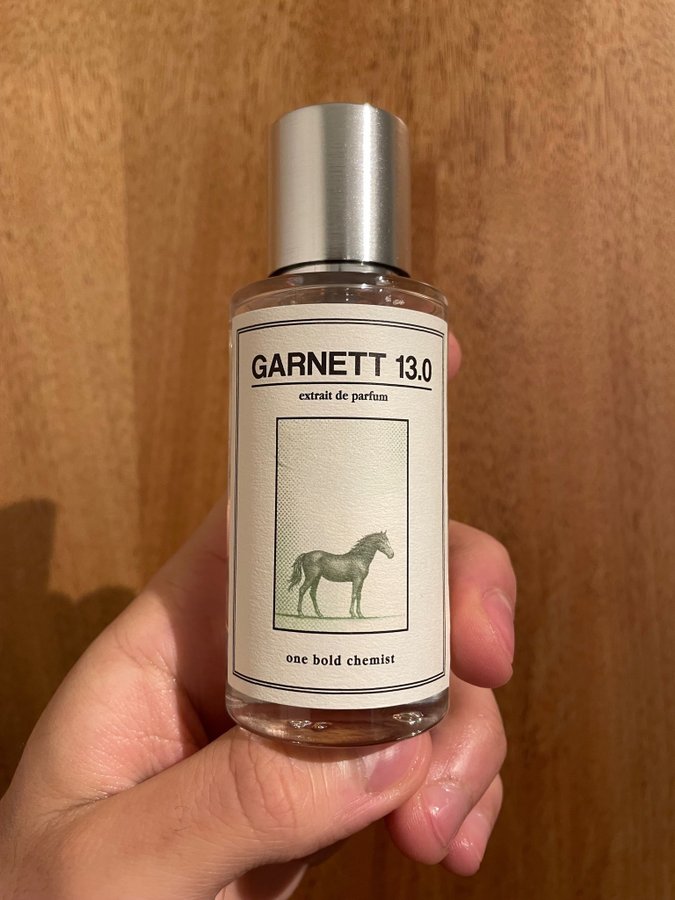 GARNETT 13.0
extrait de parfum
one bold chemist